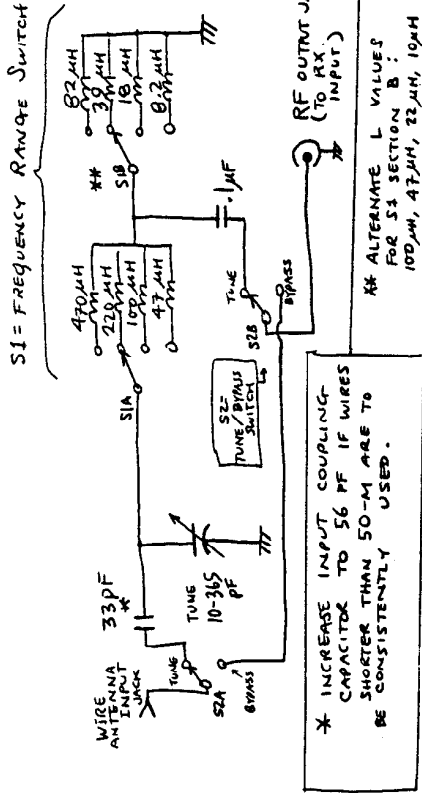 S1 = FREQUENCY RANGE SWITCH
82 µH
39 µH
18 µH
8.2 µH
**
S1B
470µH
220 µH
100µH
47 µH
S1A
.1 µF
RF OUTPUT
(TO RX
INPUT)
TUNE
S2B
BYPASS
S2=
TUNE/BYPASS
SWITCH
33 pF
*
TUNE
10-365
pF
WIRE
ANTENNA
INPUT
JACK
TUNE
S2A
BYPASS
* INCREASE INPUT COUPLING
CAPACITOR TO 56 PF IF WIRES
SHORTER THAN 50-M ARE TO
BE CONSISTENTLY USED.
** ALTERNATE L VALUES
FOR S1 SECTION B:
100 µH, 47 µH, 22 µH, 10 µH